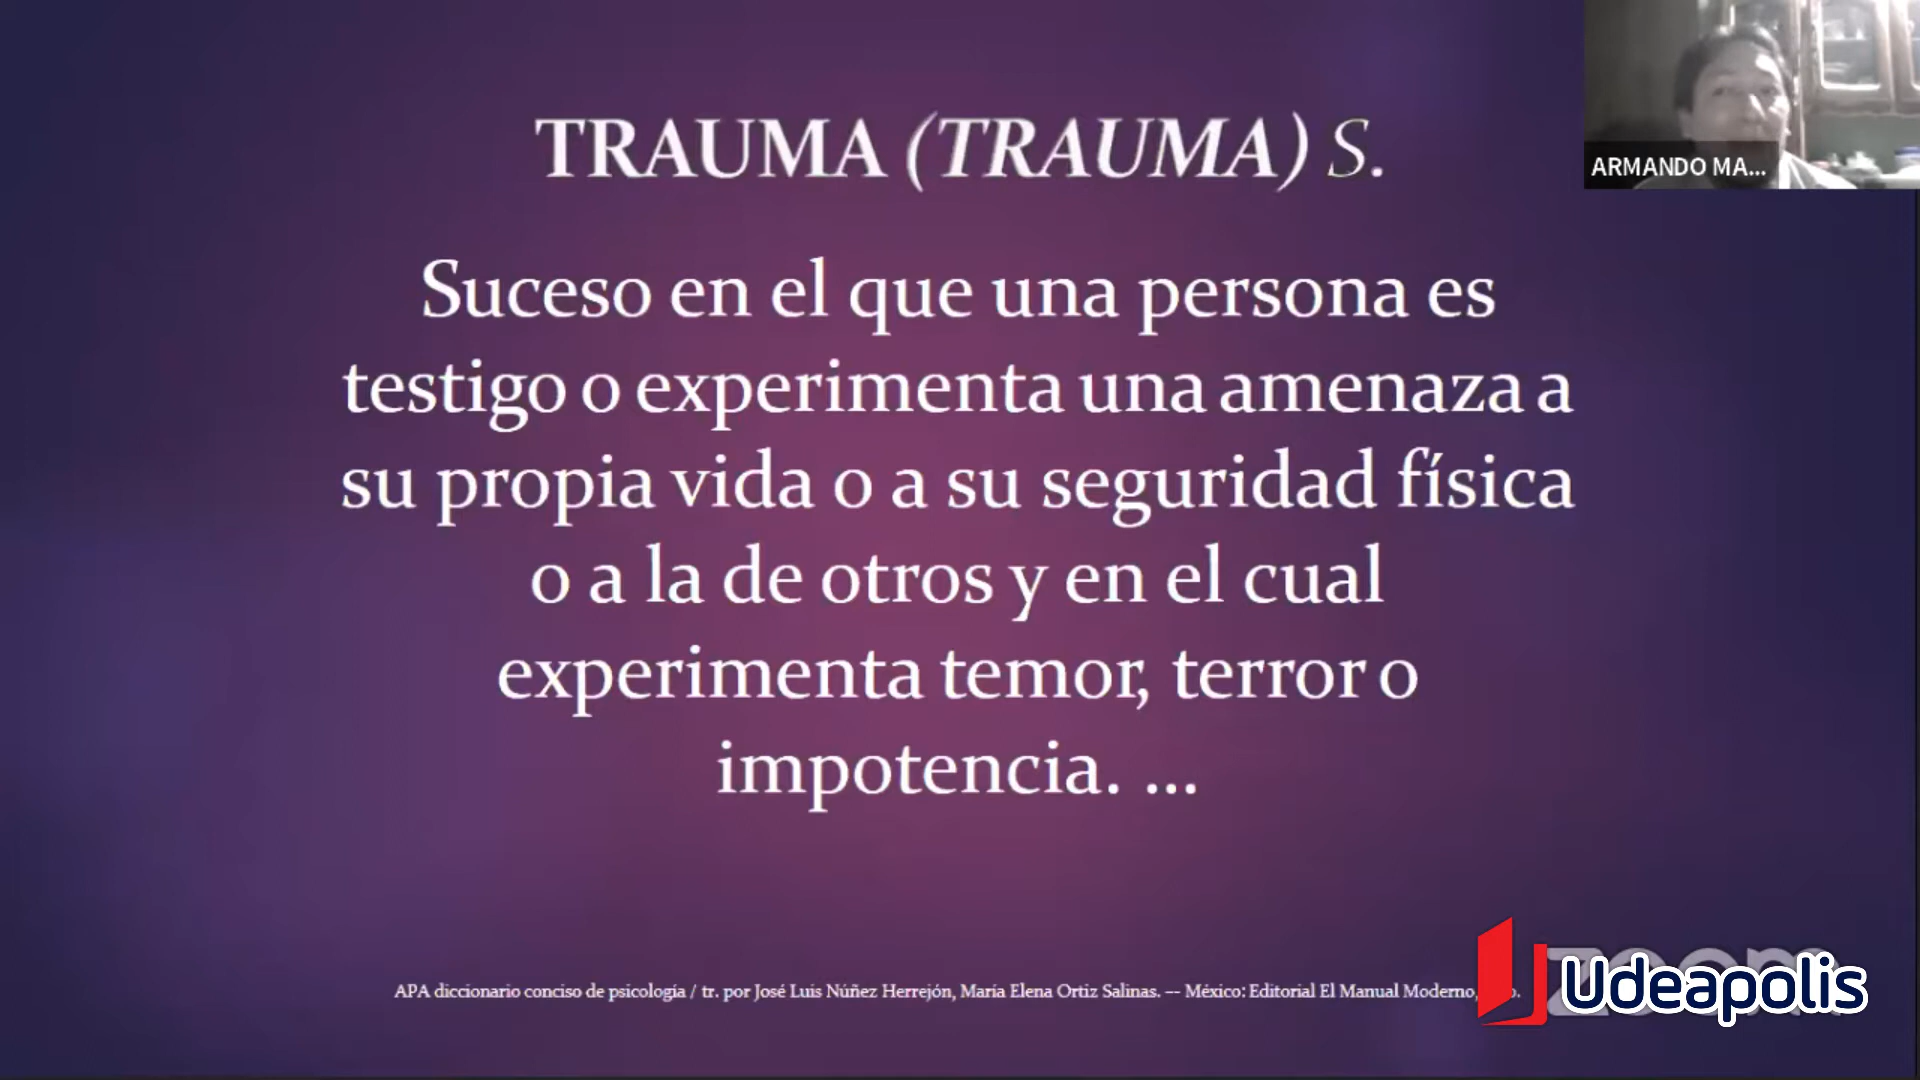 TRAUMA (TRAUMA) S.
Suceso en el que una persona es
testigo o experimenta una amenaza a
su propia vida o a su seguridad física
o a la de otros y en el cual
experimenta temor, terror o
impotencia. ...
ARMANDO MA...
APA diccionario conciso de psicología / tr. por José Luis Núñez Herrejón, María Elena Ortiz Salinas. -- México: Editorial El Manual Moderno,
zoom
Udeapolis